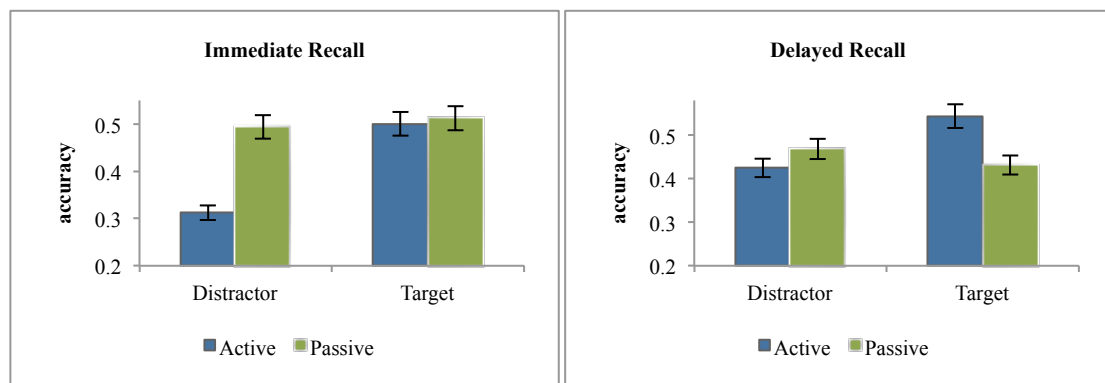 Immediate Recall
accuracy
0.5
0.4
0.3
0.2
Distractor Target
Active Passive
Delayed Recall
accuracy
0.5
0.4
0.3
0.2
Distractor Target
Active Passive